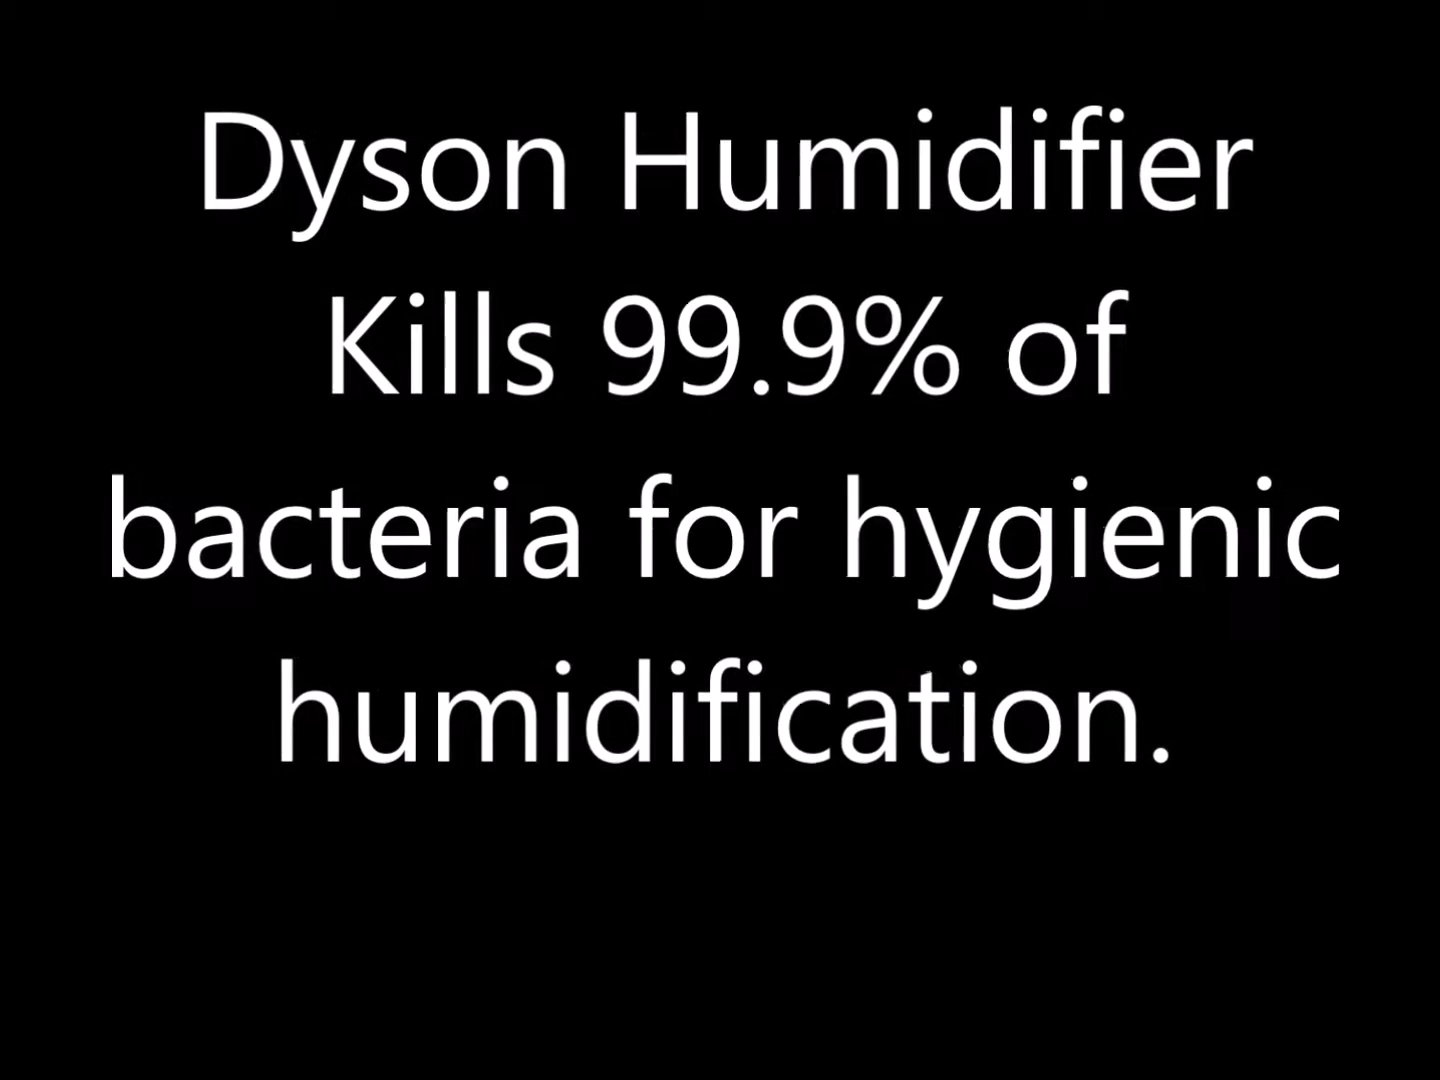 Dyson Humidifier
Kills 99.9% of
bacteria for hygienic
humidification.